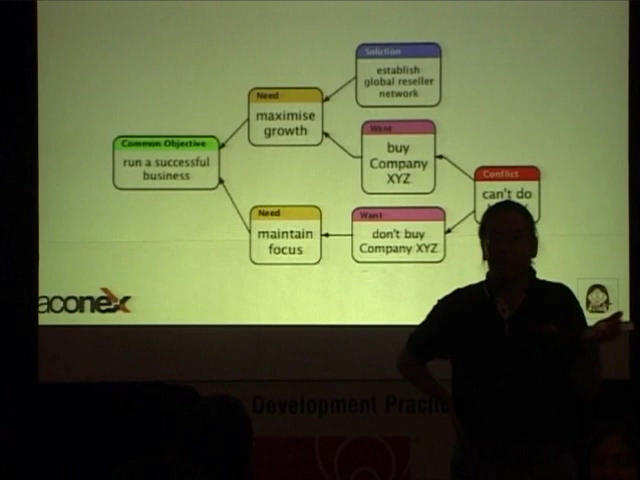 Solution
establish
global reseller
network
Need
maximise
growth
Want
buy
Company
XYZ
Common Objective
run a successful
business
Conflict
can't do
Need
maintain
focus
Want
don't buy
Company XYZ
aconex
Development Practic